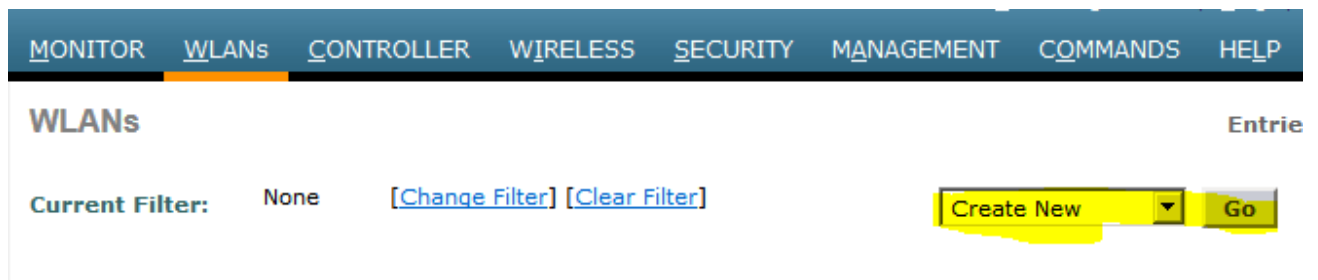 MONITOR WLANs CONTROLLER WIRELESS SECURITY MANAGEMENT COMMANDS HELP
WLANs Entrie
Current Filter: None [Change Filter] [Clear Filter] Create New Go